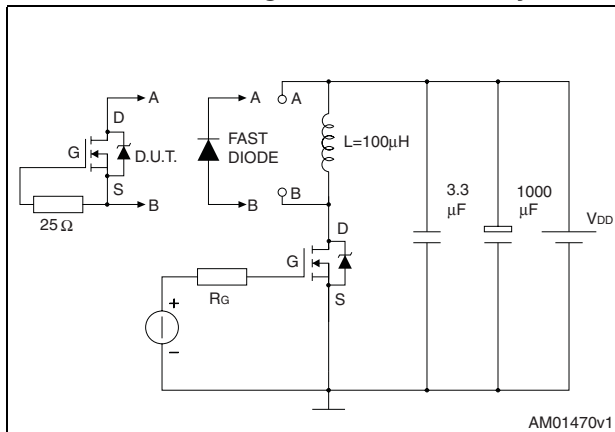 A
A
A
D
FAST
DIODE
G
D.U.T.
L=100µH
S
B
B
B
25 Ω
3.3
µF
1000
µF
VDD
D
G
RG
S
+
–
AM01470v1